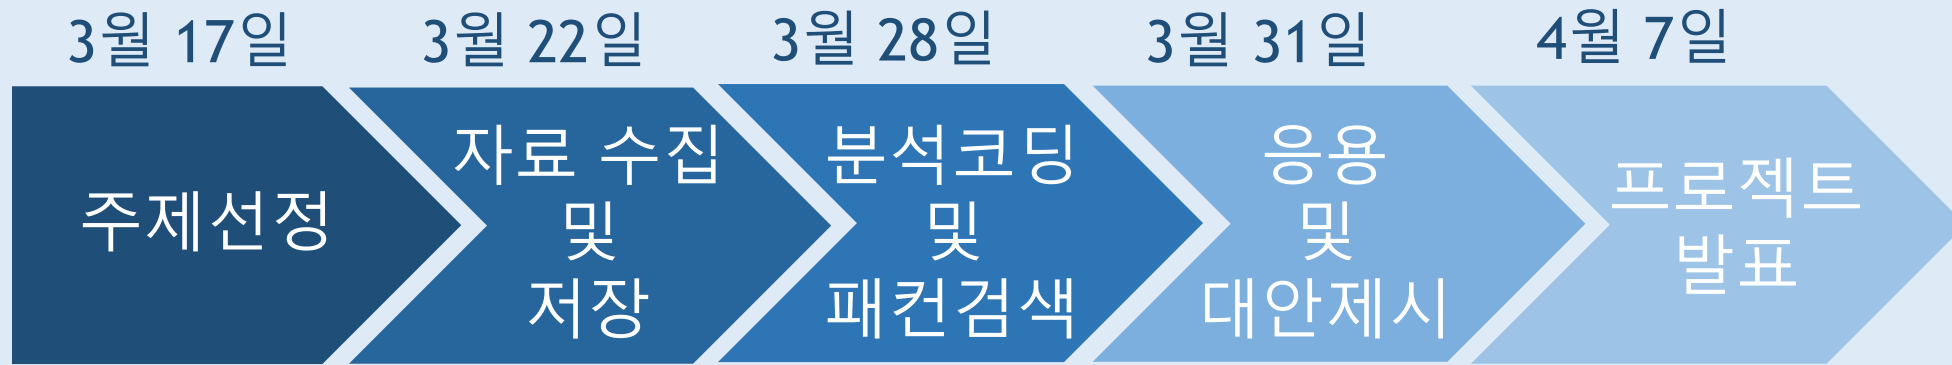 3월 17일
3월 22일
3월 28일
3월 31일
4월 7일
주제선정
자료 수집
및
저장
분석코딩
및
패컨검색
응용
및
대안제시
프로젝트
발표